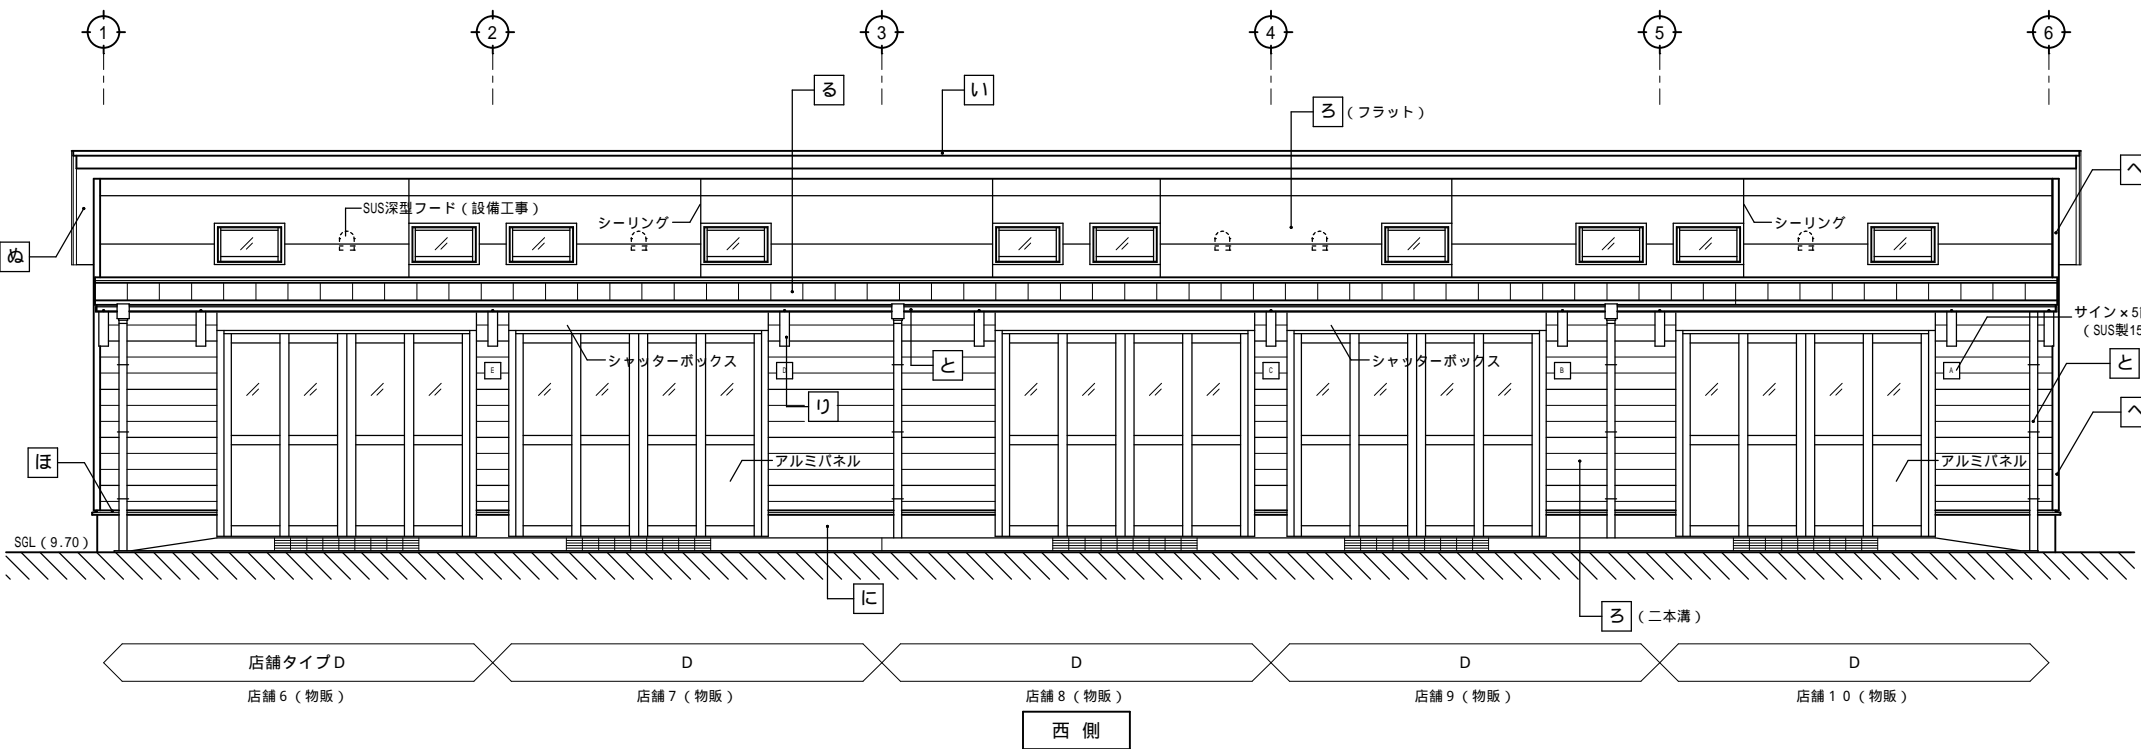 1 2 3 4 5 6
る い ろ (フラット)
へ
SUS深型フード(設備工事) シーリング シーリング
ぬ
サイン×5
(SUS製15
シャッターボックス シャッターボックス
と と
E D C B A
り へ
ほ アルミパネル アルミパネル
SGL(9.70)
に
ろ (二本溝)
店舗タイプD D D D D
店舗6(物販) 店舗7(物販) 店舗8(物販) 店舗9(物販) 店舗10(物販)
西側